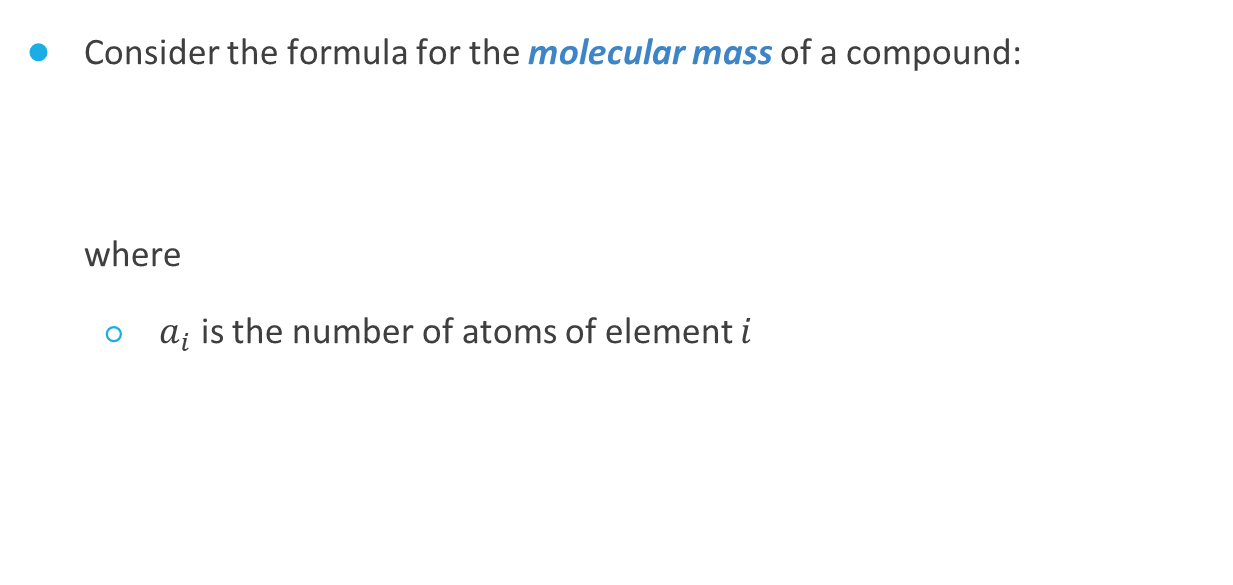 Consider the formula for the molecular mass of a compound:
where
aᵢ is the number of atoms of element i